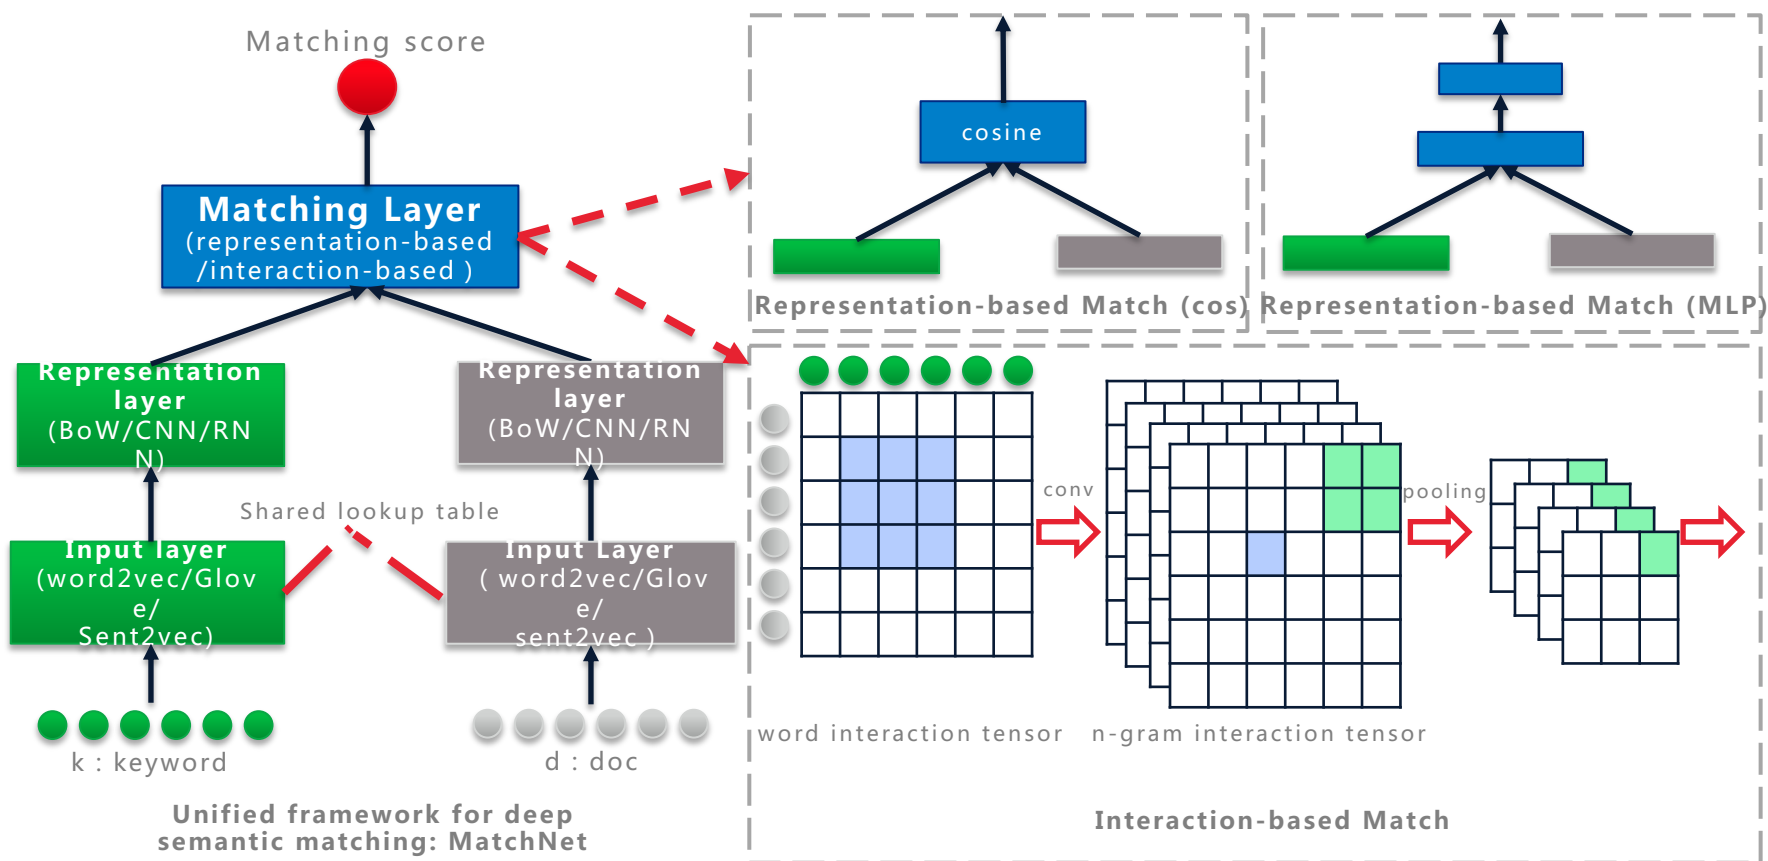 Matching score
Matching Layer
(representation-based
/interaction-based )
Representation
layer
(BoW/CNN/RN
N)
Representation
layer
(BoW/CNN/RN
N)
Shared lookup table
Input layer
(word2vec/Glov
e/
Sent2vec)
Input Layer
( word2vec/Glov
e/
sent2vec )
k : keyword
d : doc
Unified framework for deep
semantic matching: MatchNet
cosine
Representation-based Match (cos)
Representation-based Match (MLP)
conv
pooling
word interaction tensor
n-gram interaction tensor
Interaction-based Match